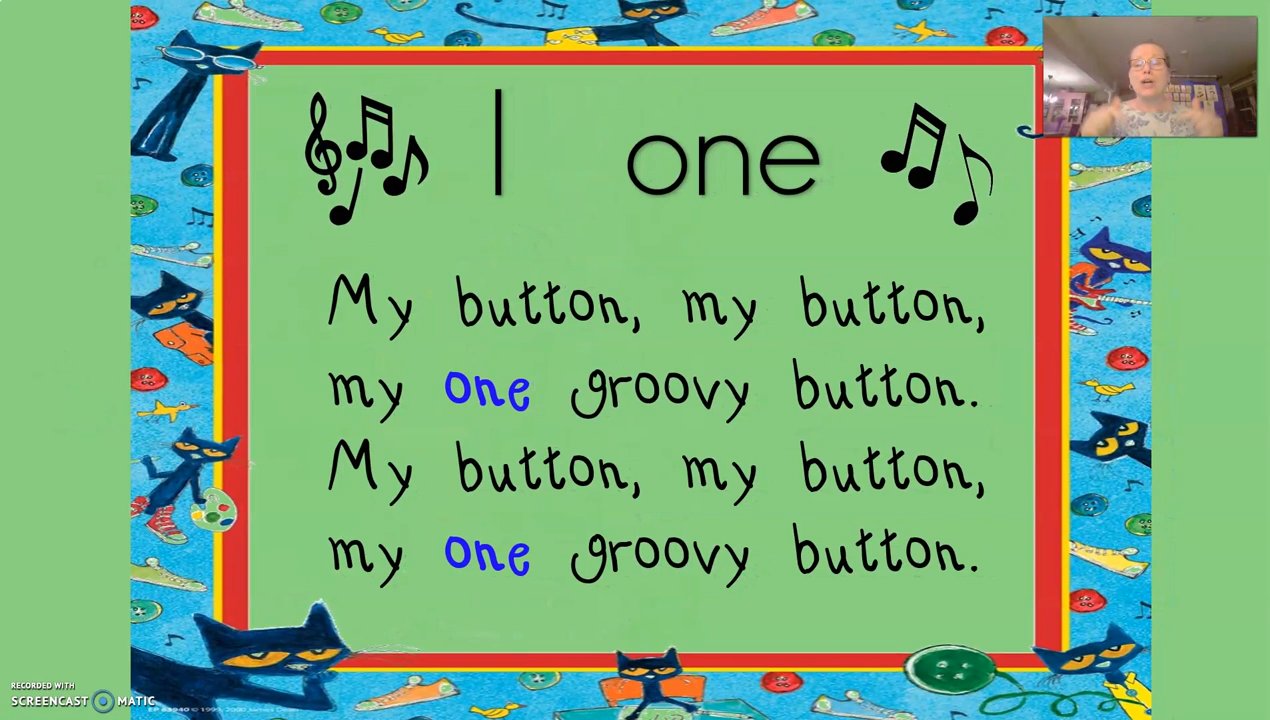 1 one
My button, my button,
my one groovy button.
My button, my button,
my one groovy button.
RECORDED WITH
SCREENCAST MATIC